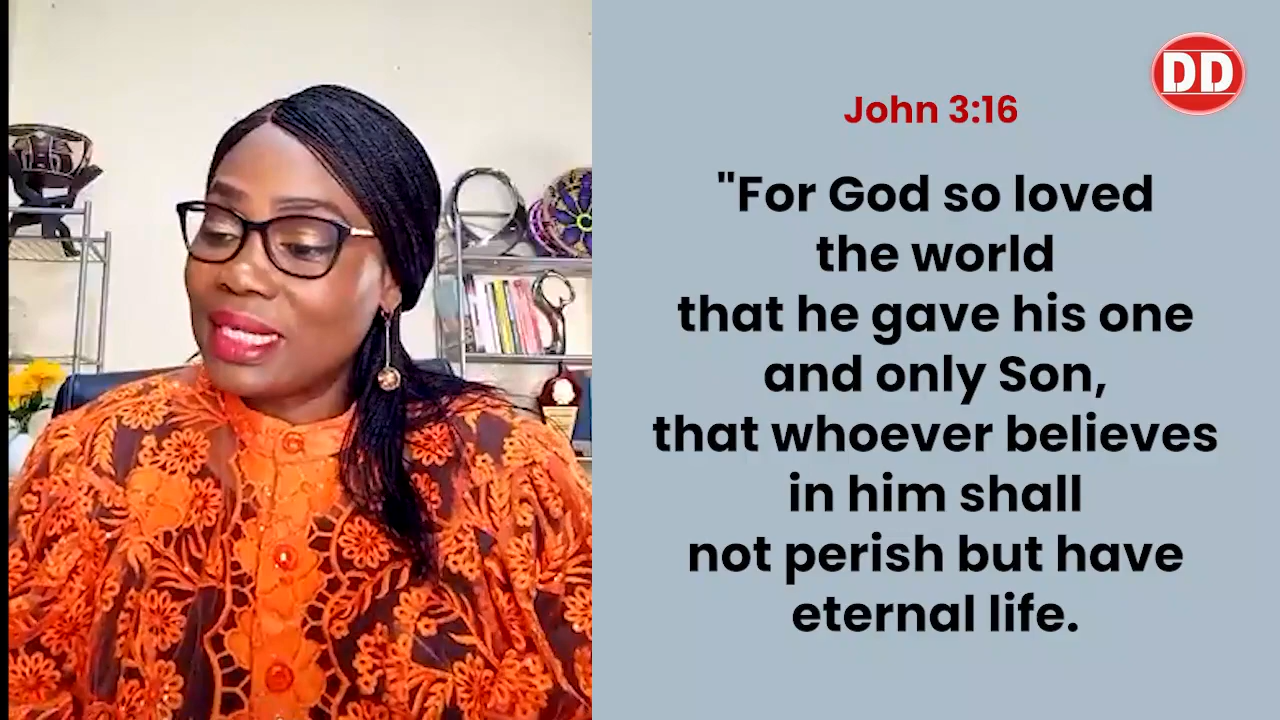 DD
John 3:16
"For God so loved
the world
that he gave his one
and only Son,
that whoever believes
in him shall
not perish but have
eternal life.